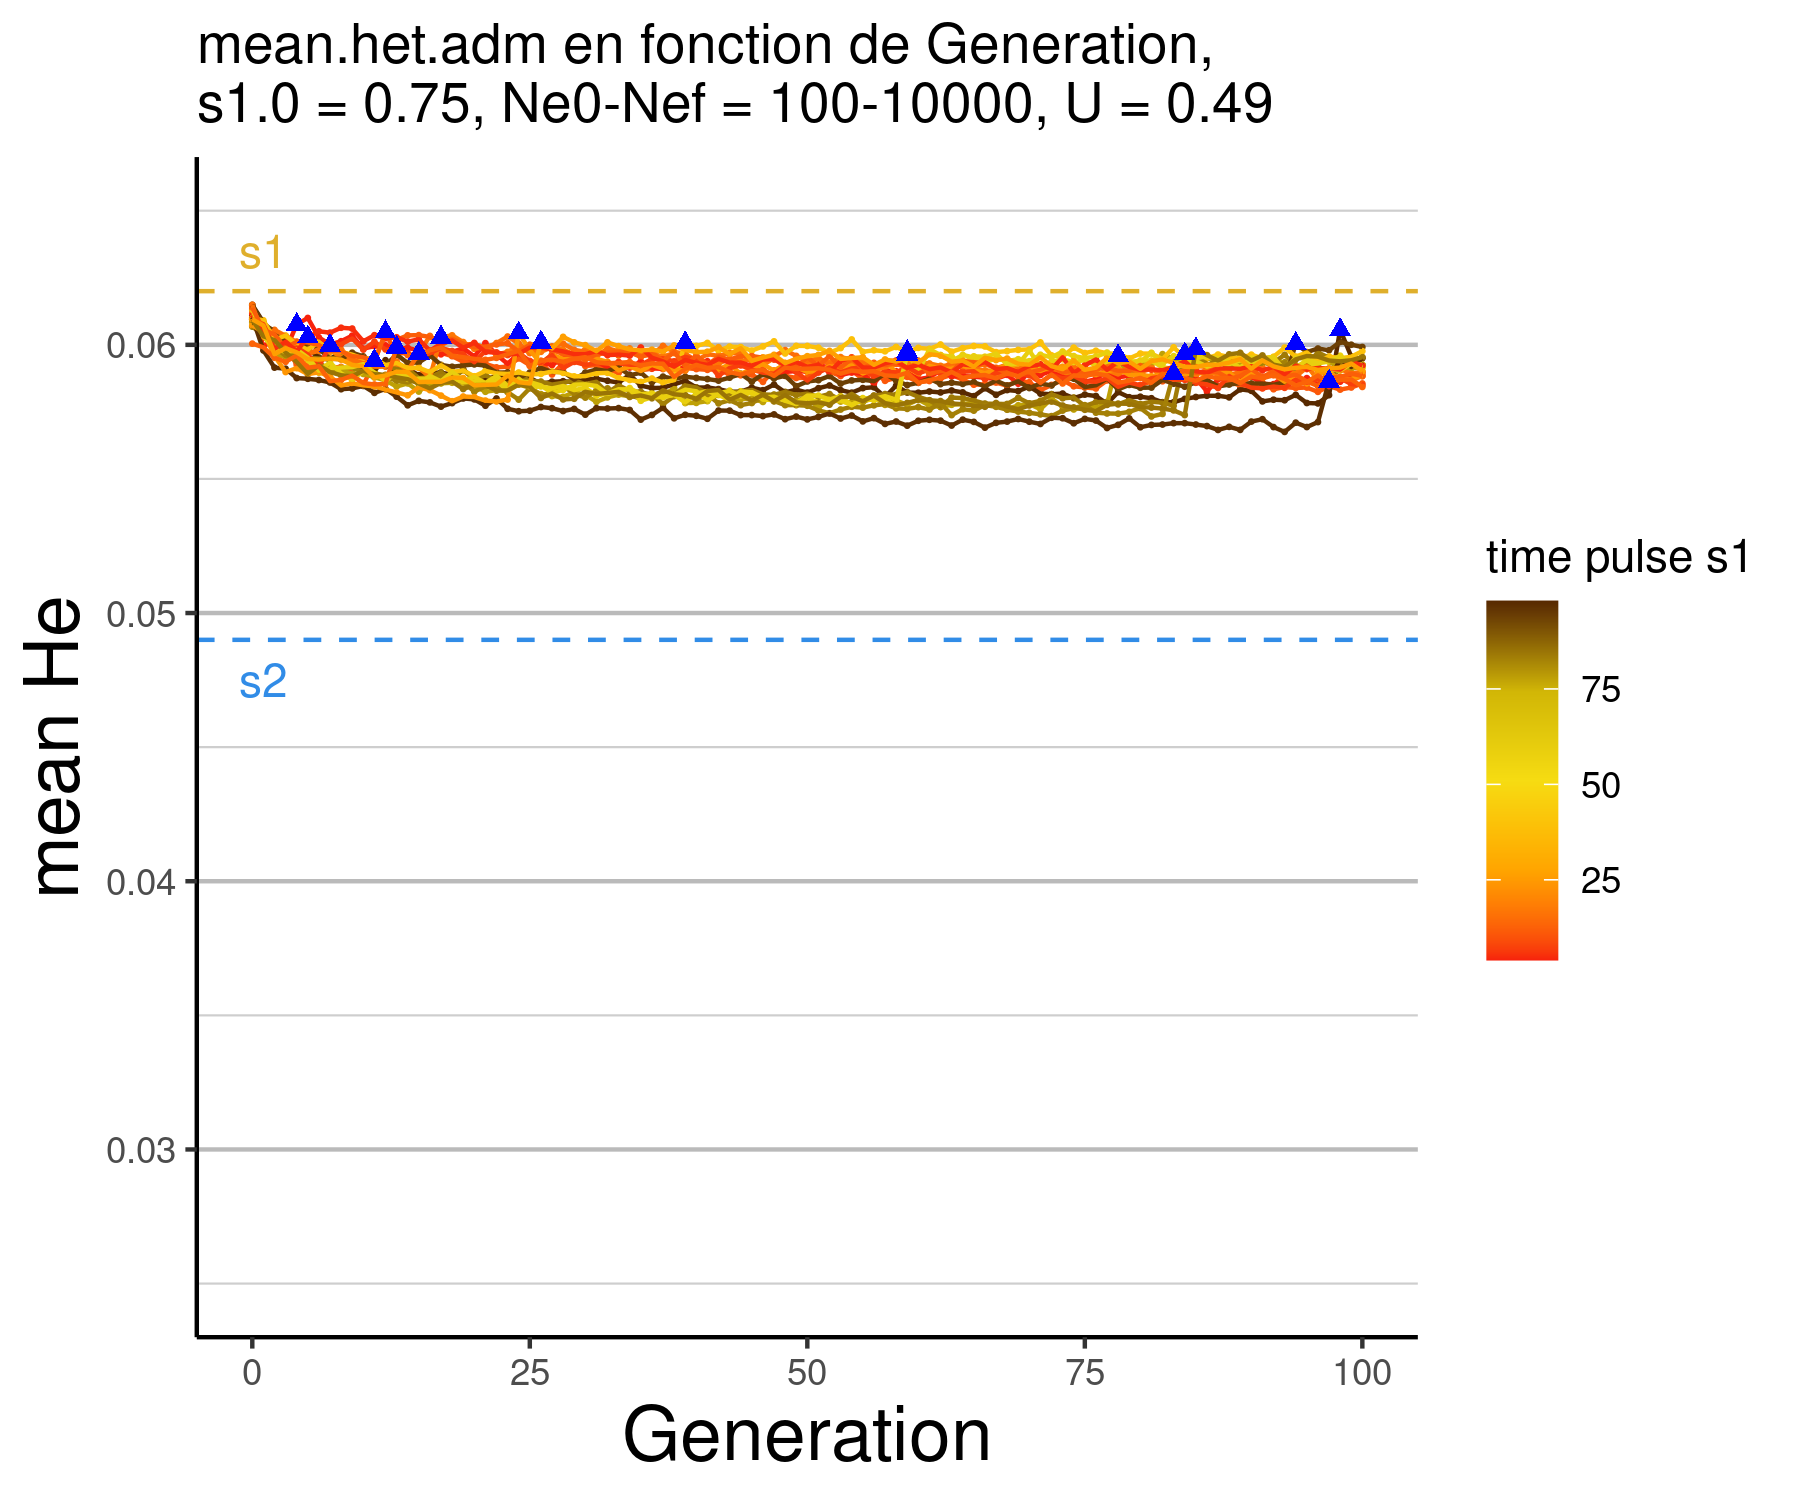 mean.het.adm en fonction de Generation,
s1.0 = 0.75, Ne0-Nef = 100-10000, U = 0.49
s1
s2
mean He
0.06
0.05
0.04
0.03
0
25
50
75
100
Generation
time pulse s1
75
50
25